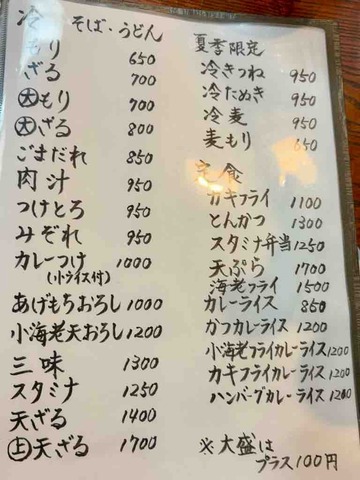 冷 そば・うどん
もり 650
ざる 700
大もり 700
大ざる 800
ごまだれ 850
肉汁 950
つけとろ 950
みぞれ 950
カレーつけ 1000
(小ライス付)
あげもちおろし 1000
小海老天おろし 1200
三味 1300
スタミナ 1250
天ざる 1400
上天ざる 1700
夏季限定
冷きつね 950
冷たぬき 950
冷麦 950
麦もり 650
定食
カキフライ 1100
とんかつ 1300
スタミナ弁当 1250
天ぷら 1700
海老フライ 1500
カレーライス 850
かつカレーライス 1200
小海老フライカレーライス 1200
カキフライカレーライス 1200
ハンバーグカレーライス 1200
※大盛は
プラス100円